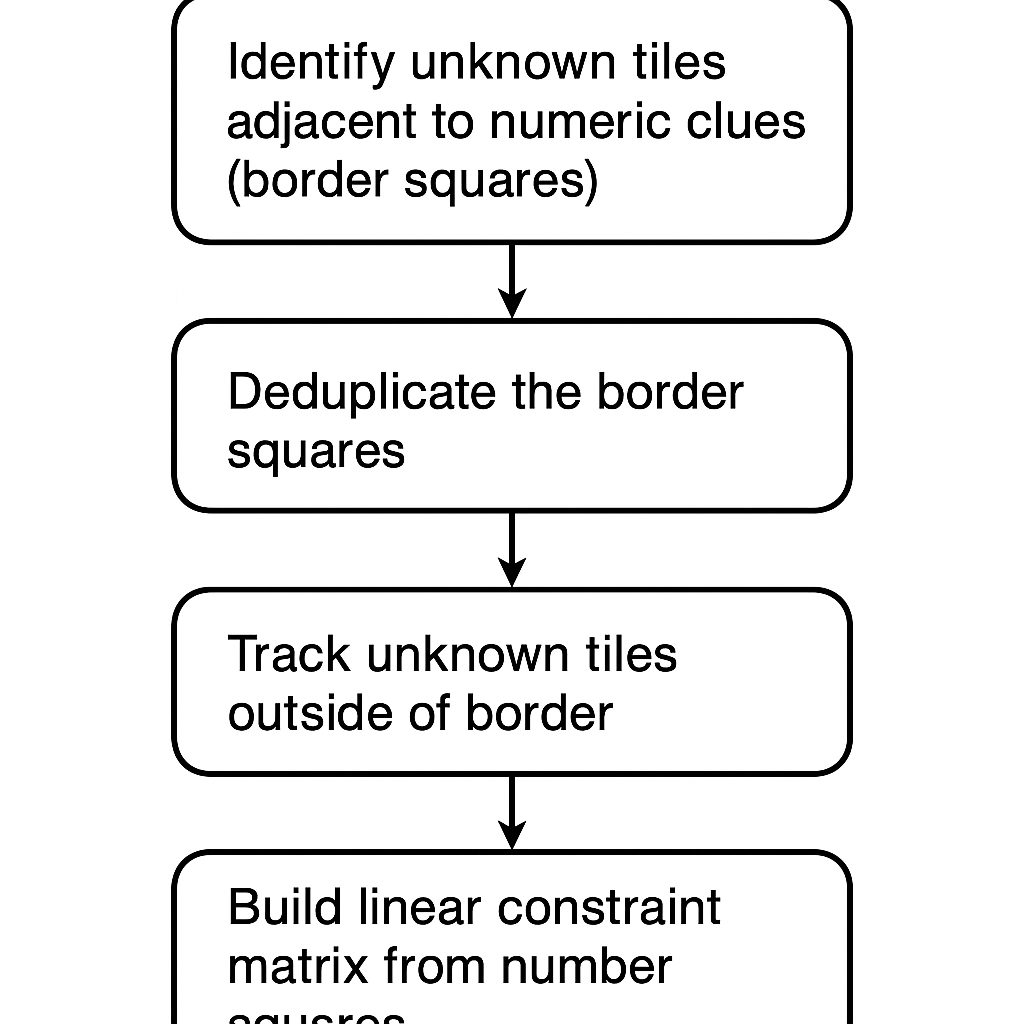 Identify unknown tiles
adjacent to numeric clues
(border squares)
Deduplicate the border
squares
Track unknown tiles
outside of border
Build linear constraint
matrix from number